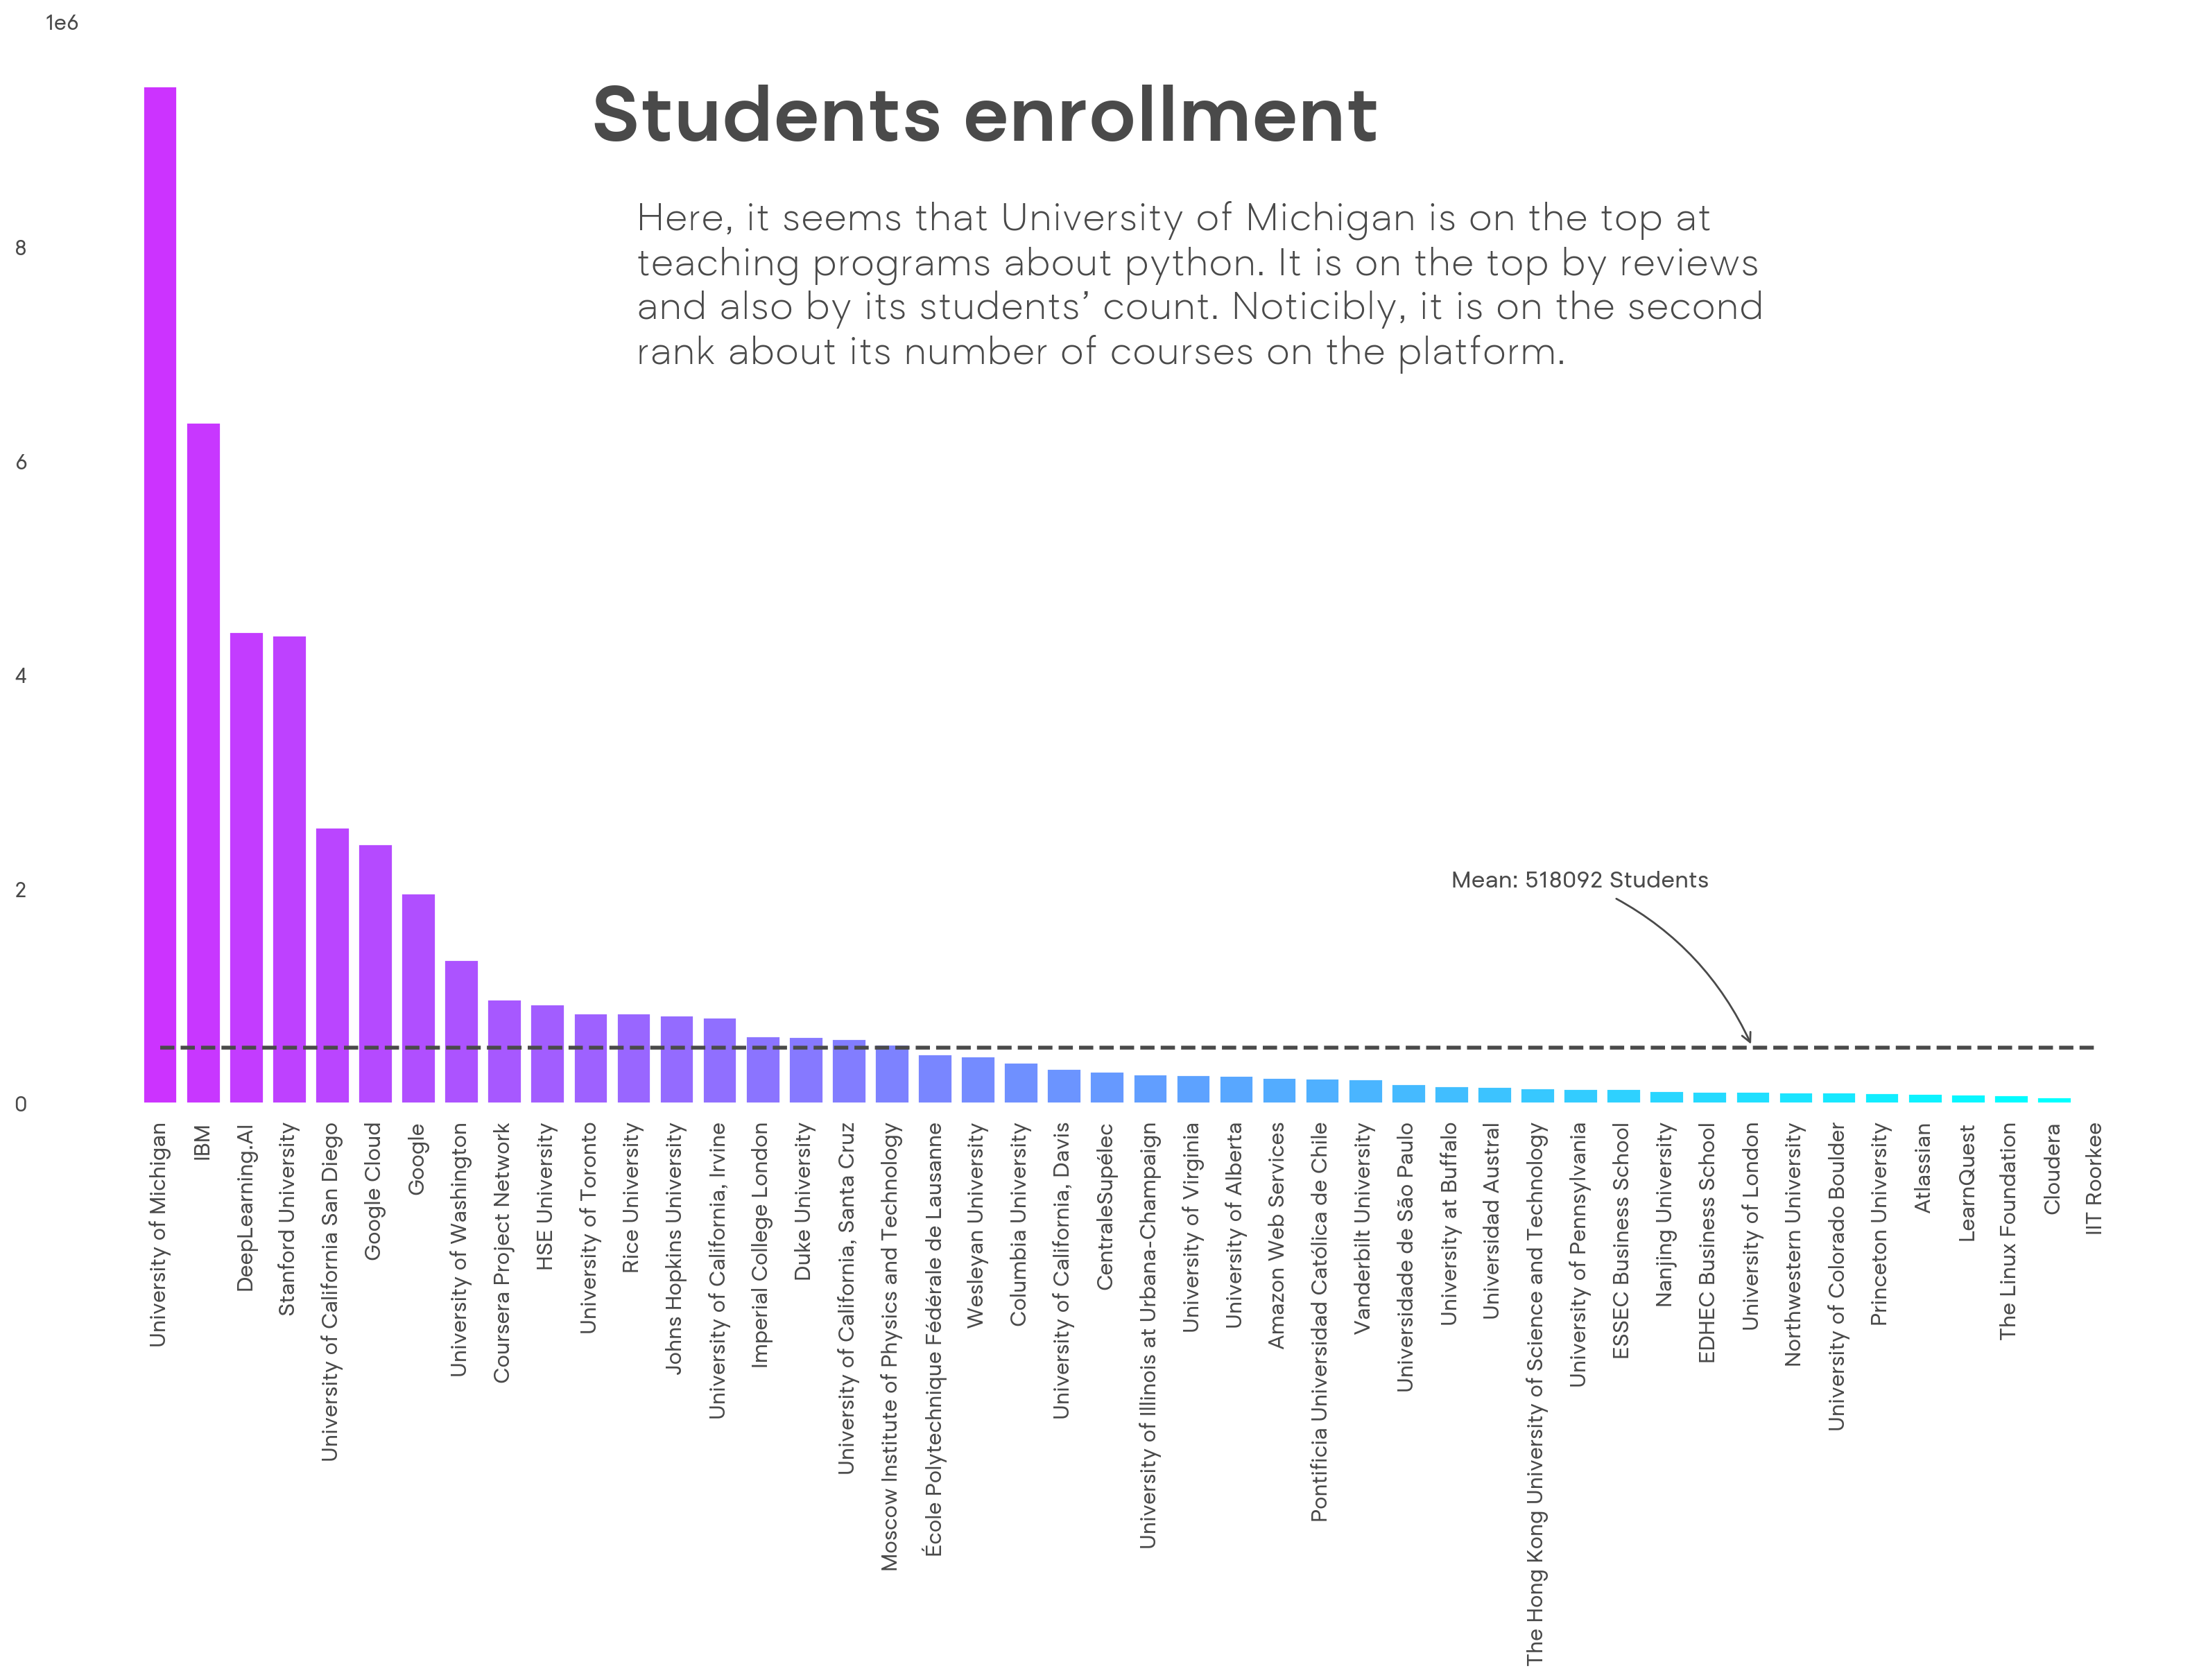 1e6
Students enrollment
Here, it seems that University of Michigan is on the top at
teaching programs about python. It is on the top by reviews
and also by its students’ count. Noticibly, it is on the second
rank about its number of courses on the platform.
8
6
4
2
0
Mean: 518092 Students
University of Michigan
IBM
DeepLearning.AI
Stanford University
University of California San Diego
Google Cloud
Google
University of Washington
Coursera Project Network
HSE University
University of Toronto
Rice University
Johns Hopkins University
University of California, Irvine
Imperial College London
Duke University
University of California, Santa Cruz
Moscow Institute of Physics and Technology
École Polytechnique Fédérale de Lausanne
Wesleyan University
Columbia University
University of California, Davis
CentraleSupélec
University of Illinois at Urbana-Champaign
University of Virginia
University of Alberta
Amazon Web Services
Pontificia Universidad Católica de Chile
Vanderbilt University
Universidade de São Paulo
University at Buffalo
Universidad Austral
The Hong Kong University of Science and Technology
University of Pennsylvania
ESSEC Business School
Nanjing University
EDHEC Business School
University of London
Northwestern University
University of Colorado Boulder
Princeton University
Atlassian
LearnQuest
The Linux Foundation
Cloudera
IIT Roorkee